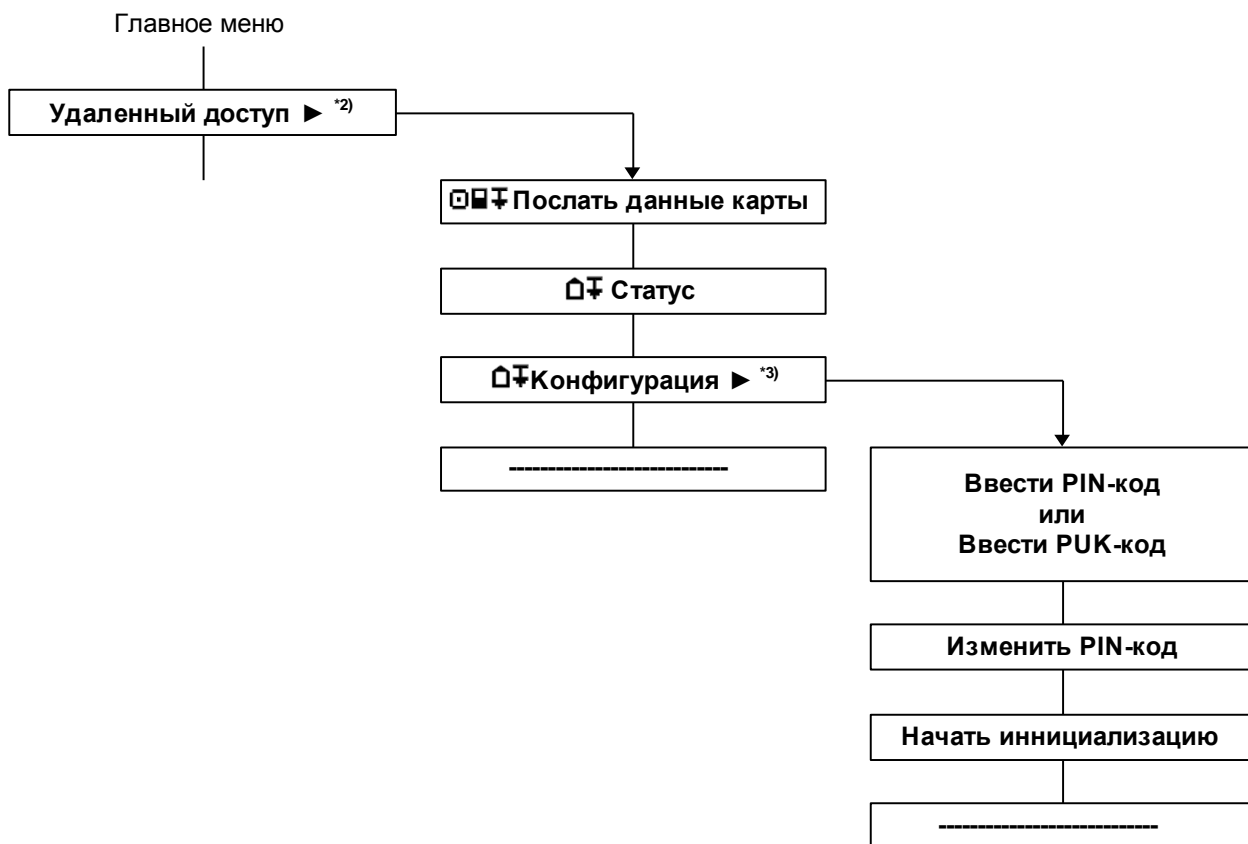 Главное меню
Удаленный доступ ► *2)
Послать данные карты
Статус
Конфигурация ► *3)
----------------------------
Ввести PIN-код
или
Ввести PUK-код
Изменить PIN-код
Начать иннициализацию
----------------------------